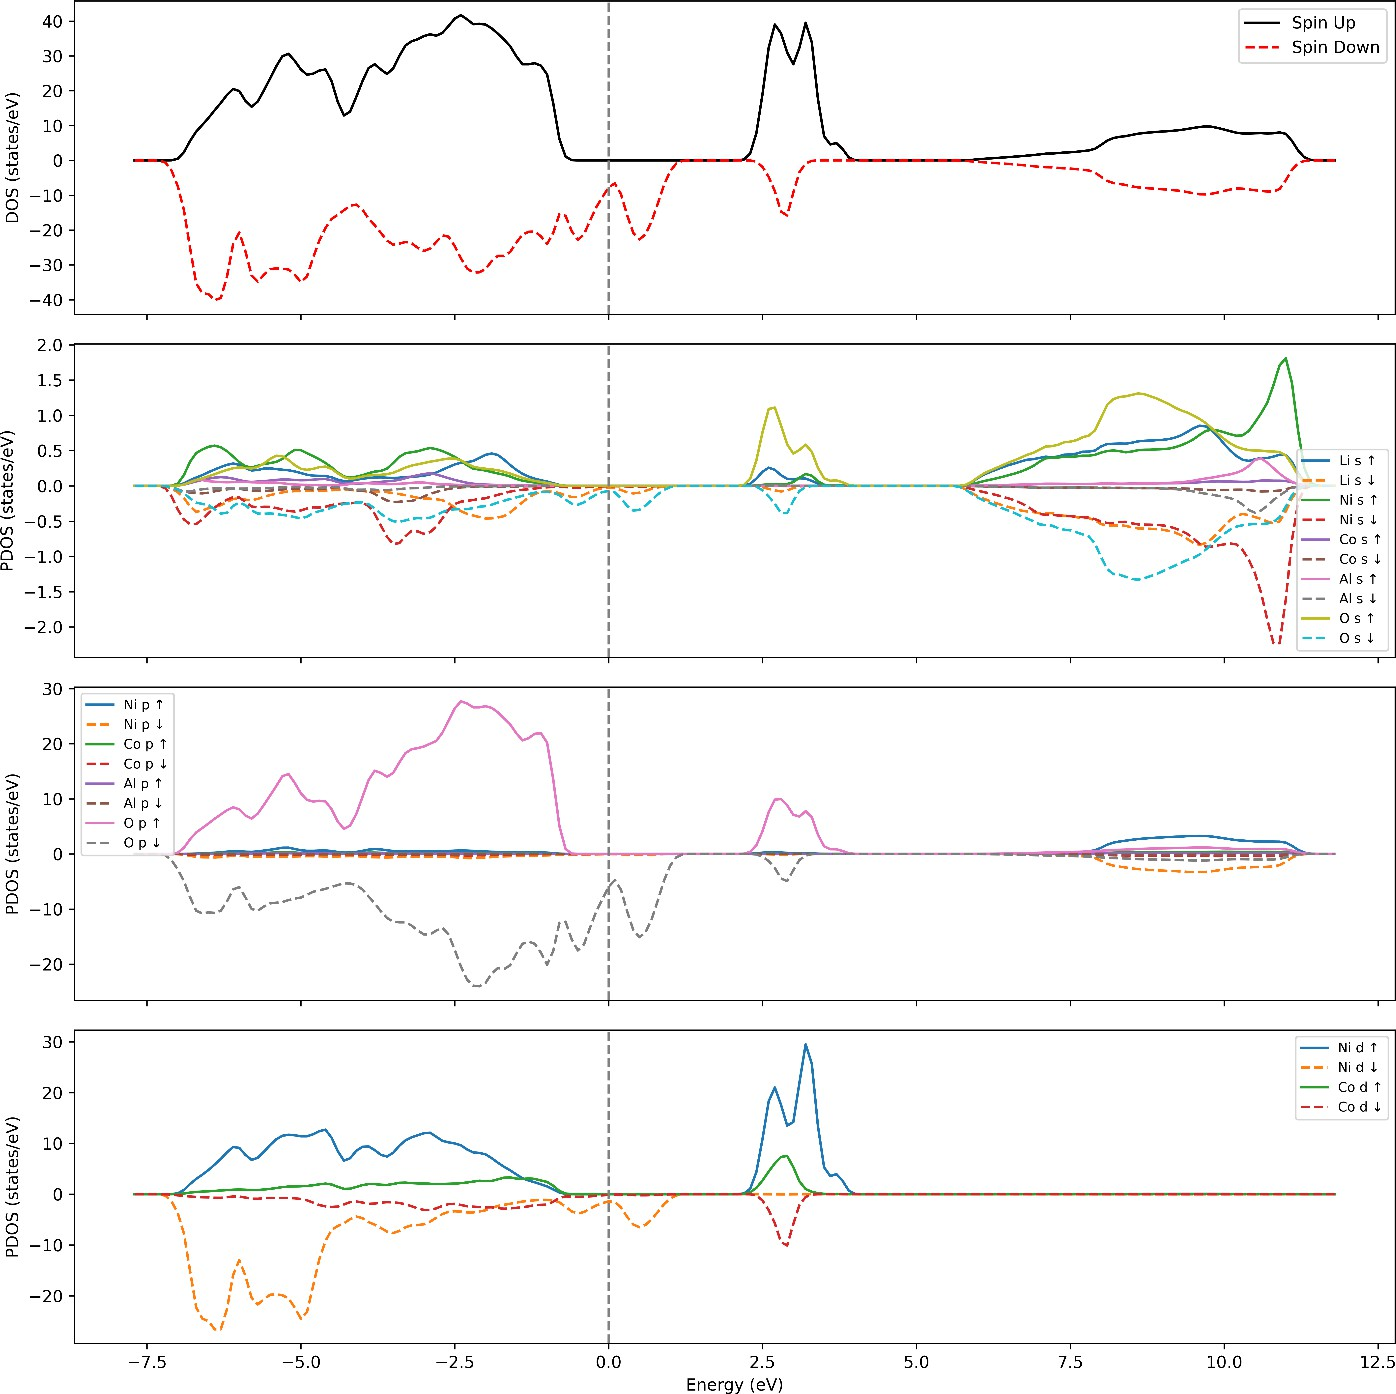 DOS (states/eV)
40
30
20
10
0
−10
−20
−30
−40
Spin Up
Spin Down
PDOS (states/eV)
2.0
1.5
1.0
0.5
0.0
−0.5
−1.0
−1.5
−2.0
Li s ↑
Li s ↓
Ni s ↑
Ni s ↓
Co s ↑
Co s ↓
Al s ↑
Al s ↓
O s ↑
O s ↓
PDOS (states/eV)
30
20
10
0
−10
−20
Ni p ↑
Ni p ↓
Co p ↑
Co p ↓
Al p ↑
Al p ↓
O p ↑
O p ↓
PDOS (states/eV)
30
20
10
0
−10
−20
Ni d ↑
Ni d ↓
Co d ↑
Co d ↓
−7.5 −5.0 −2.5 0.0 2.5 5.0 7.5 10.0 12.5
Energy (eV)